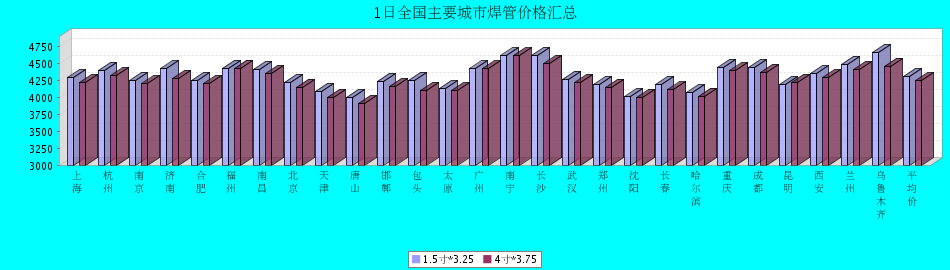 1日全国主要城市焊管价格汇总
4750
4500
4250
4000
3750
3500
3250
3000
上海
杭州
南京
济南
合肥
福州
南昌
北京
天津
唐山
邯郸
包头
太原
广州
南宁
长沙
武汉
郑州
沈阳
长春
哈尔滨
重庆
成都
昆明
西安
兰州
乌鲁木齐
平均价
1.5寸*3.25
4寸*3.75